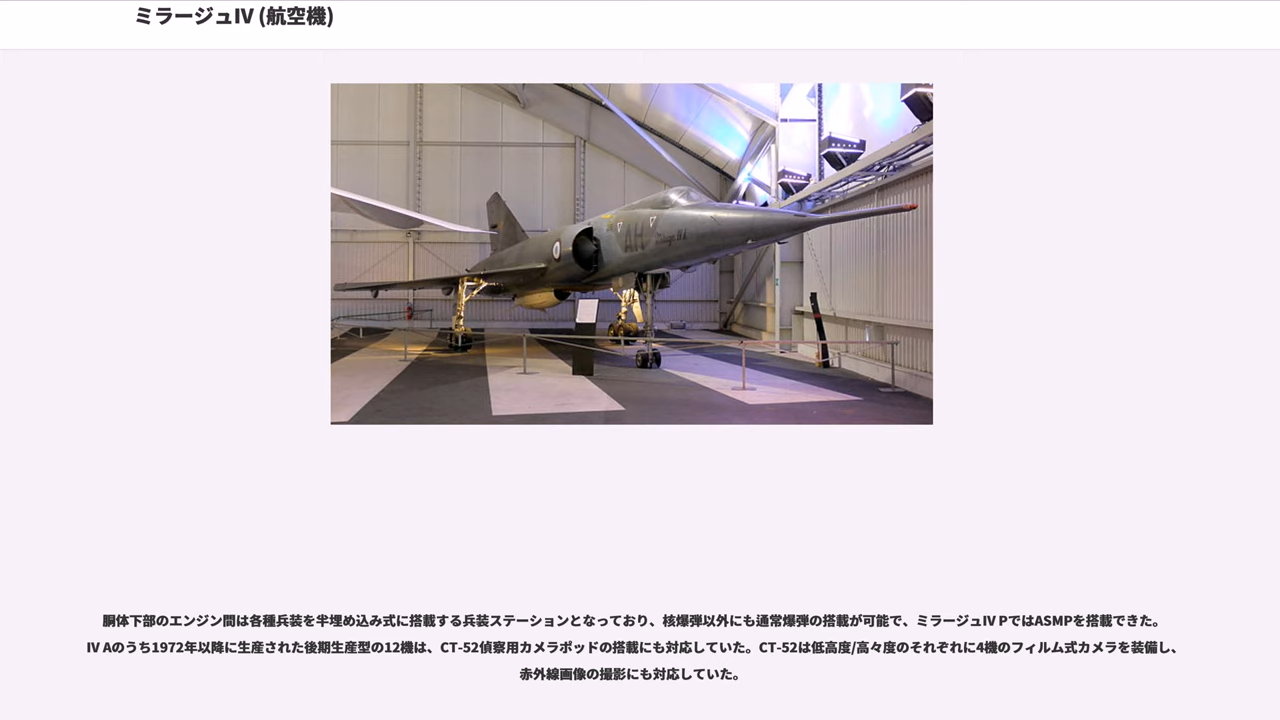 ミラージュIV (航空機)
胴体下部のエンジン間は各種兵装を半埋め込み式に搭載する兵装ステーションとなっており、核爆弾以外にも通常爆弾の搭載が可能で、ミラージュIV PではASMPを搭載できた。
IV Aのうち1972年以降に生産された後期生産型の12機は、CT-52偵察用カメラポッドの搭載にも対応していた。CT-52は低高度/高々度のそれぞれに4機のフィルム式カメラを装備し、
赤外線画像の撮影にも対応していた。